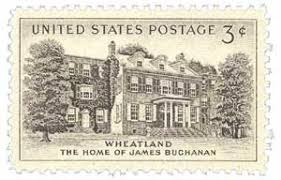 UNITED STATES POSTAGE 3¢
WHEATLAND
THE HOME OF JAMES BUCHANAN